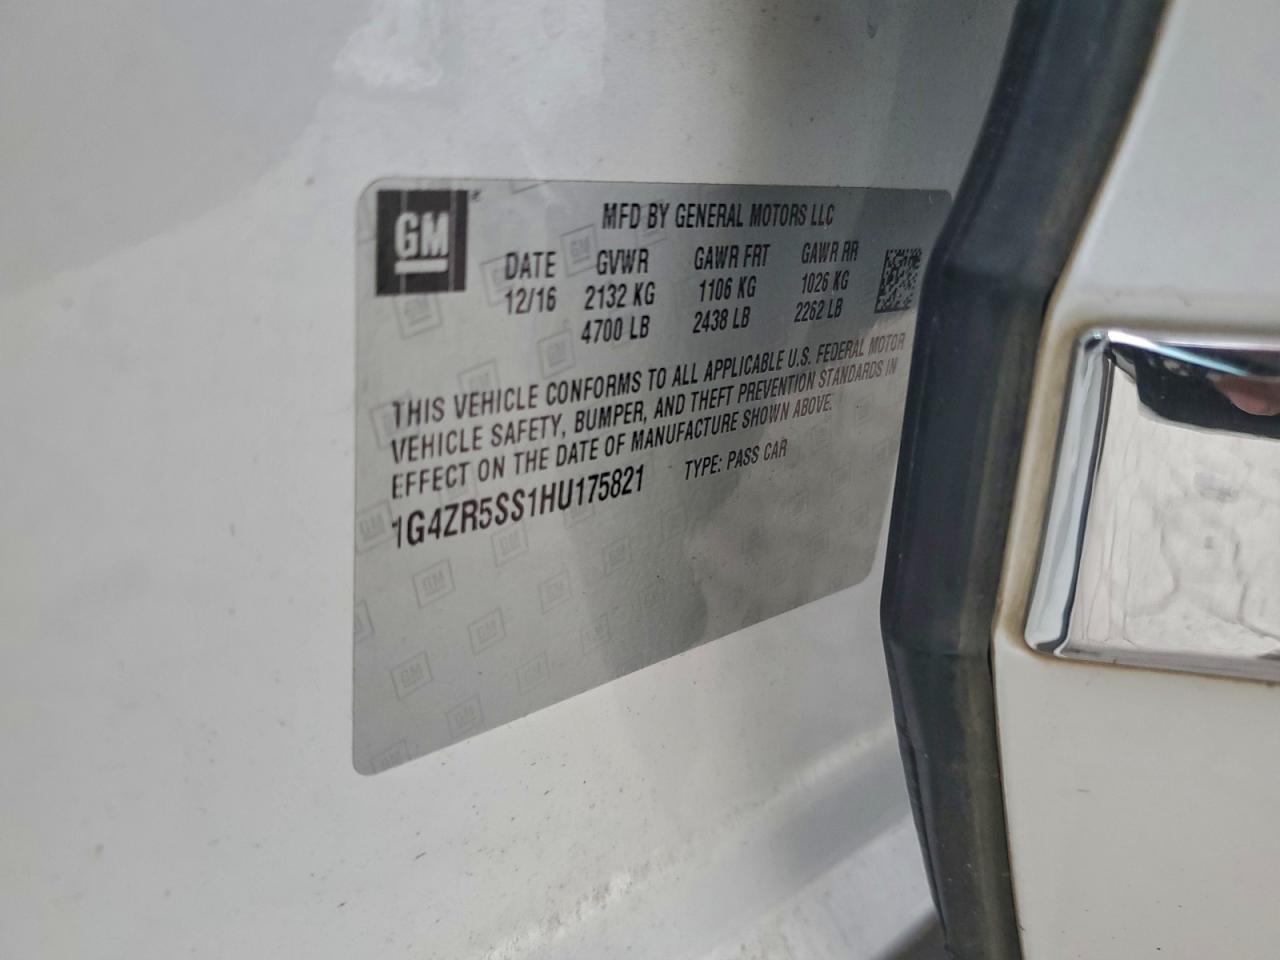 GM
MFD BY GENERAL MOTORS LLC
DATE GVWR GAWR FRT GAWR RR
12/16 2132 KG 1106 KG 1026 KG
4700 LB 2438 LB 2262 LB
THIS VEHICLE CONFORMS TO ALL APPLICABLE U.S. FEDERAL MOTOR
VEHICLE SAFETY, BUMPER, AND THEFT PREVENTION STANDARDS IN
EFFECT ON THE DATE OF MANUFACTURE SHOWN ABOVE.
1G4ZR5SS1HU175821 TYPE: PASS CAR